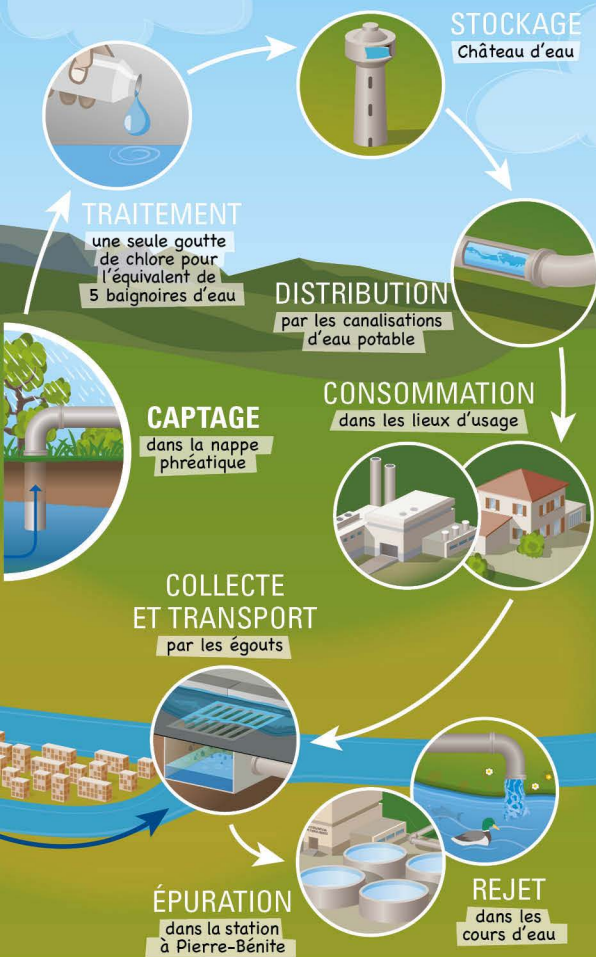 STOCKAGE
Château d'eau
TRAITEMENT
une seule goutte
de chlore pour
l'équivalent de
5 baignoires d'eau
DISTRIBUTION
par les canalisations
d'eau potable
CAPTAGE
dans la nappe
phréatique
CONSOMMATION
dans les lieux d'usage
COLLECTE
ET TRANSPORT
par les égouts
ÉPURATION
dans la station
à Pierre-Bénite
REJET
dans les
cours d'eau